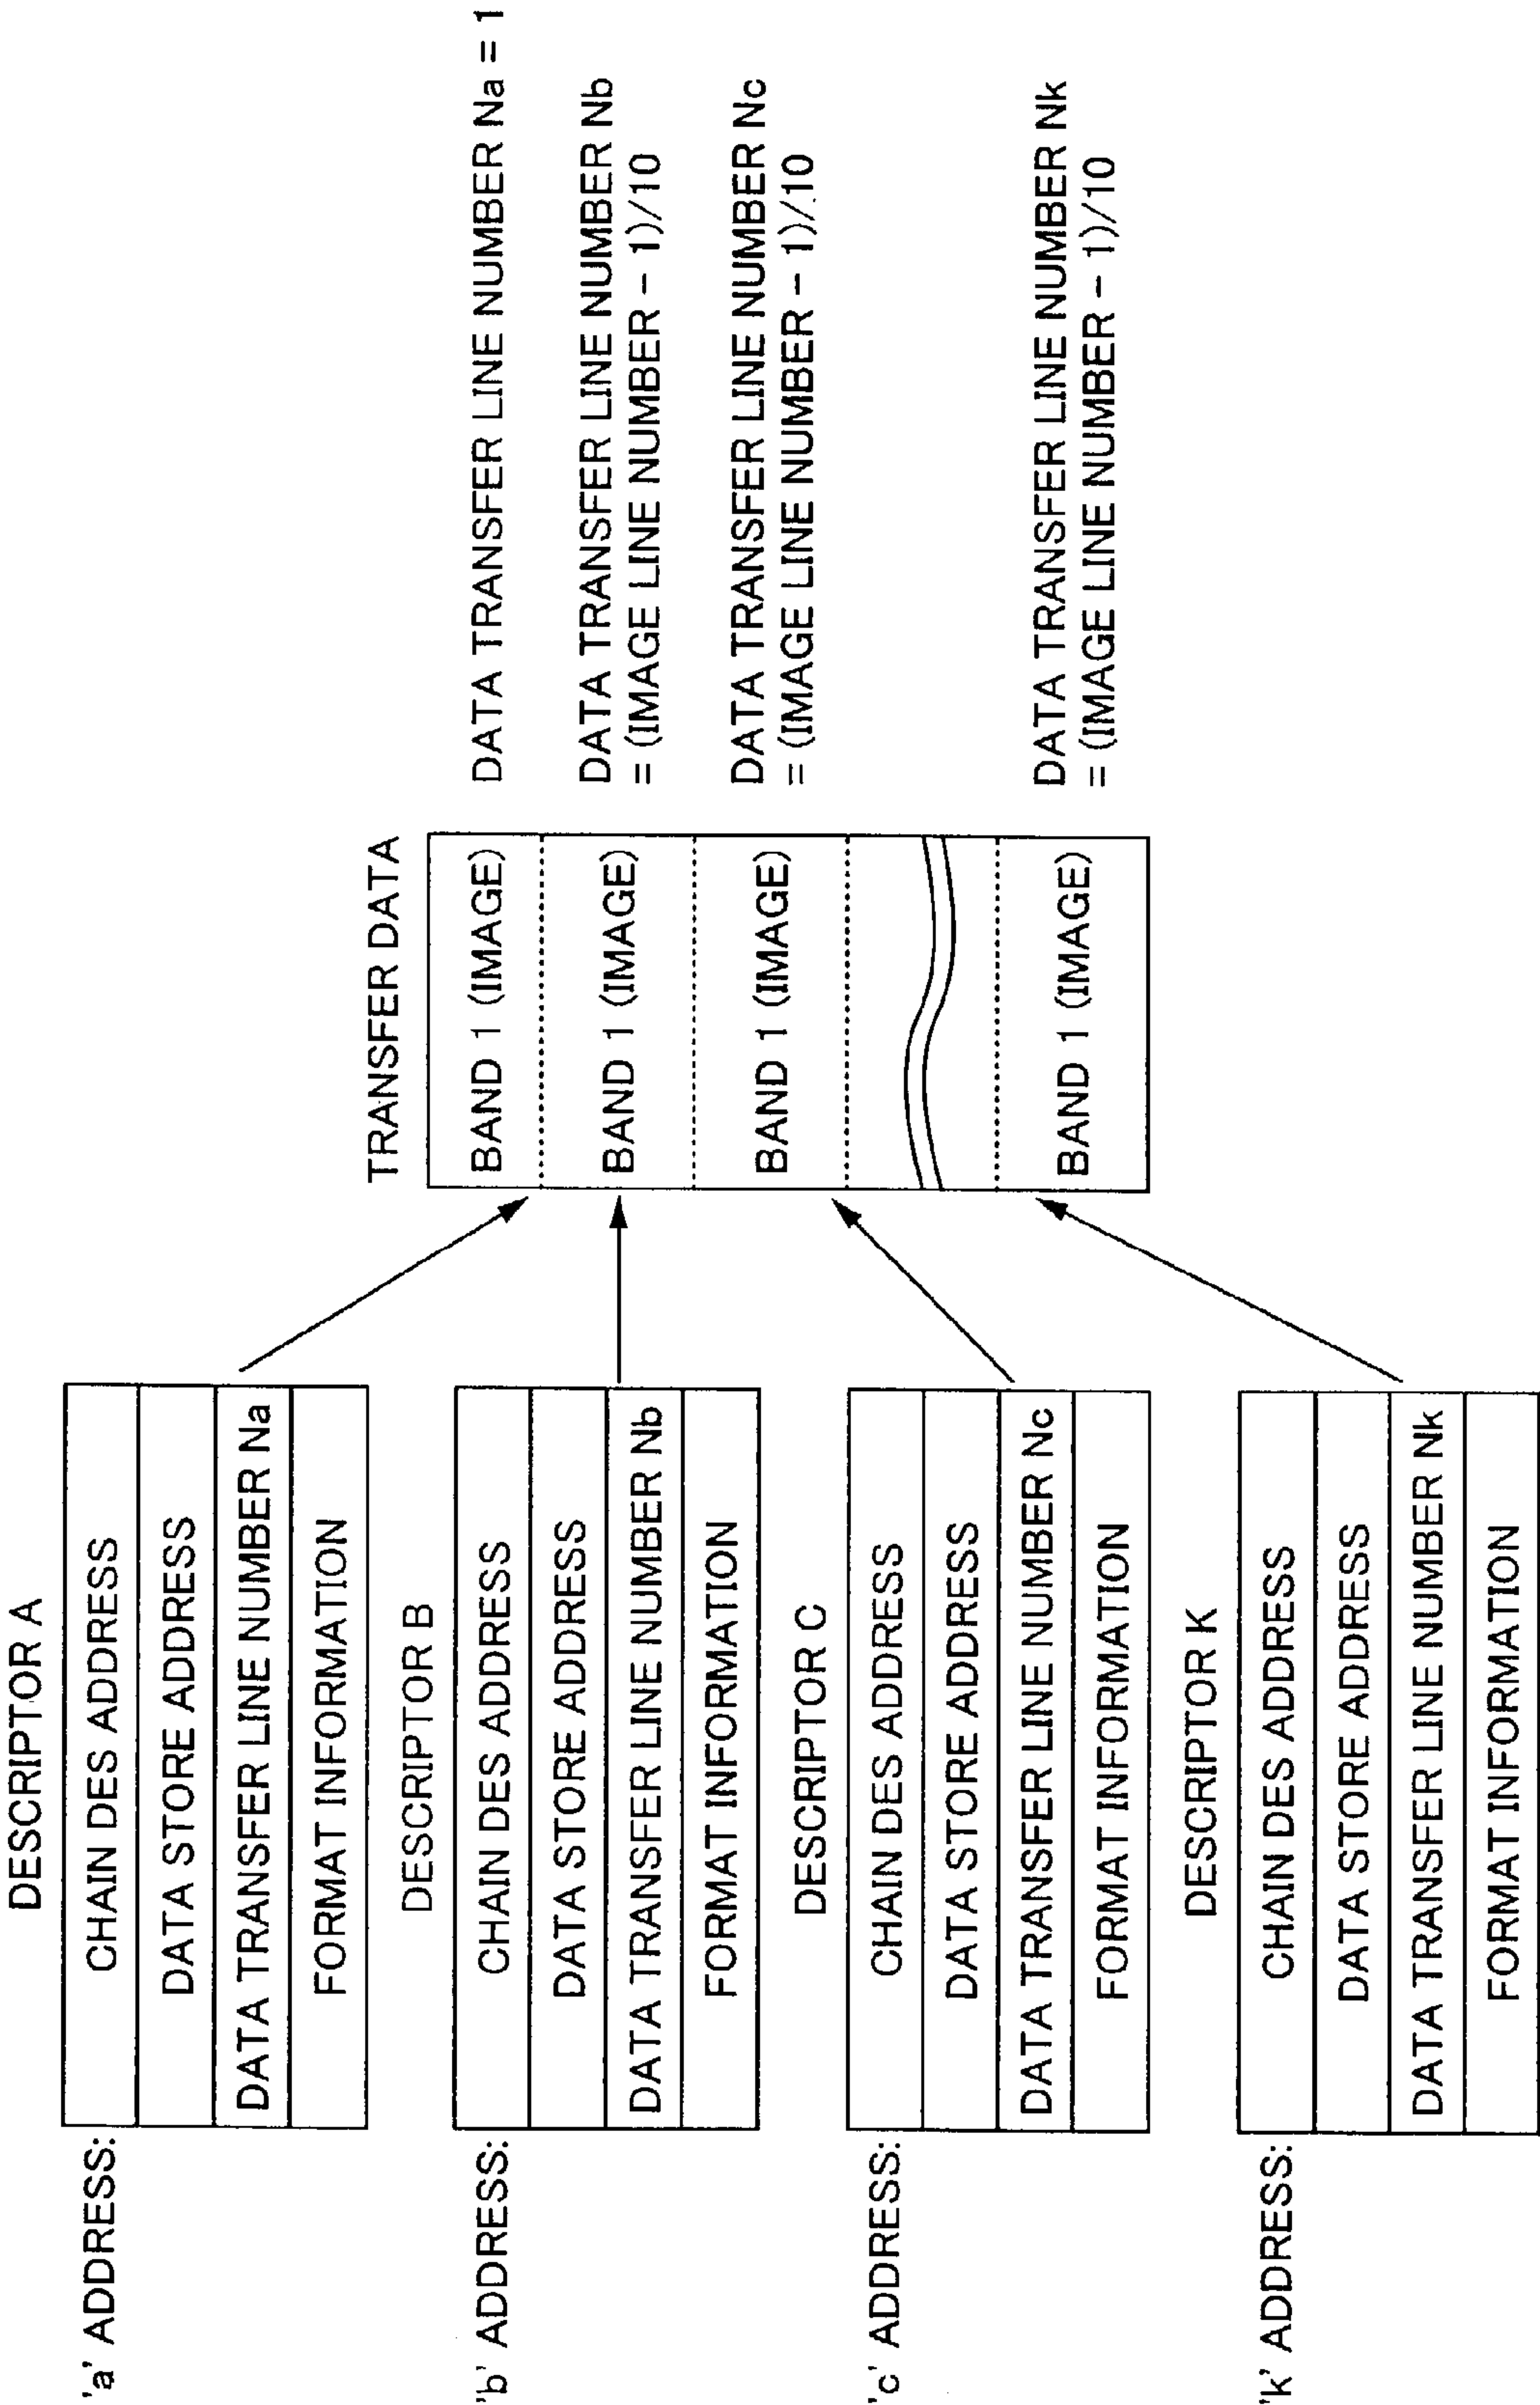 DESCRIPTOR A
'a' ADDRESS:
CHAIN DES ADDRESS
DATA STORE ADDRESS
DATA TRANSFER LINE NUMBER Na
FORMAT INFORMATION
DESCRIPTOR B
'b' ADDRESS:
CHAIN DES ADDRESS
DATA STORE ADDRESS
DATA TRANSFER LINE NUMBER Nb
FORMAT INFORMATION
DESCRIPTOR C
'c' ADDRESS:
CHAIN DES ADDRESS
DATA STORE ADDRESS
DATA TRANSFER LINE NUMBER Nc
FORMAT INFORMATION
DESCRIPTOR K
'k' ADDRESS:
CHAIN DES ADDRESS
DATA STORE ADDRESS
DATA TRANSFER LINE NUMBER Nk
FORMAT INFORMATION
TRANSFER DATA
BAND 1 (IMAGE)
BAND 1 (IMAGE)
BAND 1 (IMAGE)
BAND 1 (IMAGE)
DATA TRANSFER LINE NUMBER Na = 1
DATA TRANSFER LINE NUMBER Nb
= (IMAGE LINE NUMBER – 1)/10
DATA TRANSFER LINE NUMBER Nc
= (IMAGE LINE NUMBER – 1)/10
DATA TRANSFER LINE NUMBER Nk
= (IMAGE LINE NUMBER – 1)/10